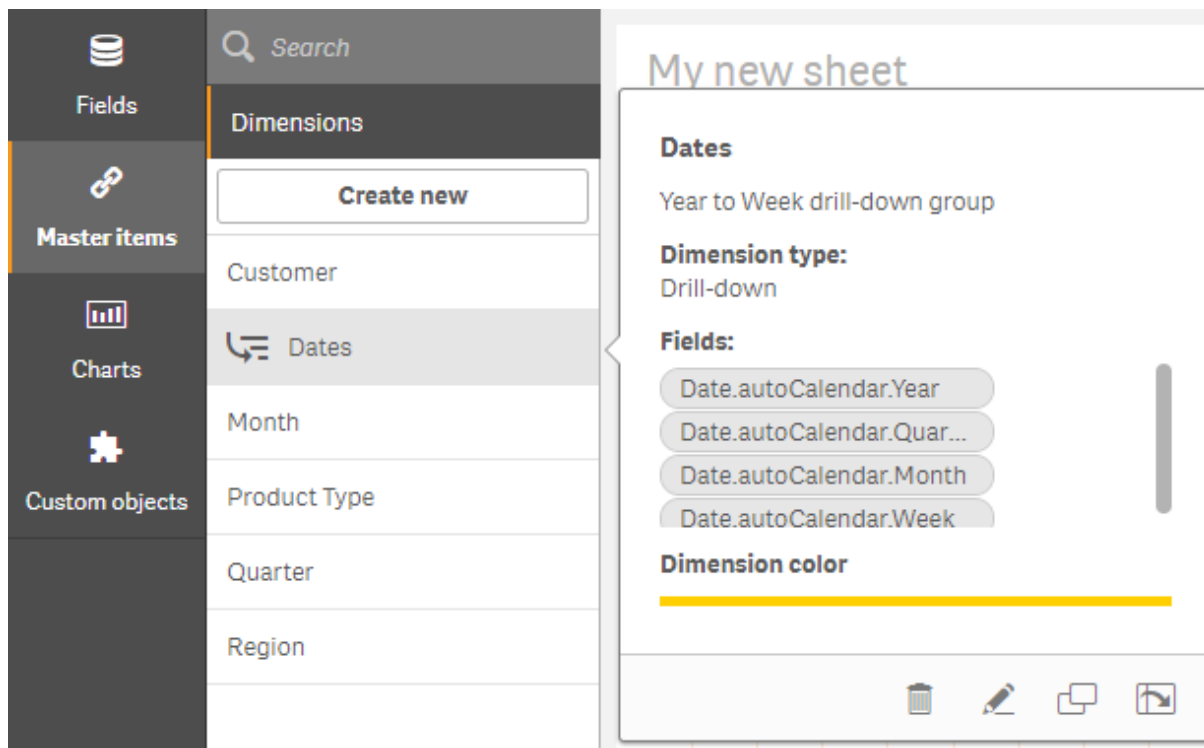 Fields
Master items
Charts
Custom objects
Search
Dimensions
Create new
Customer
Dates
Month
Product Type
Quarter
Region
My new sheet
Dates
Year to Week drill-down group
Dimension type:
Drill-down
Fields:
Date.autoCalendar.Year
Date.autoCalendar.Quar...
Date.autoCalendar.Month
Date.autoCalendar.Week
Dimension color